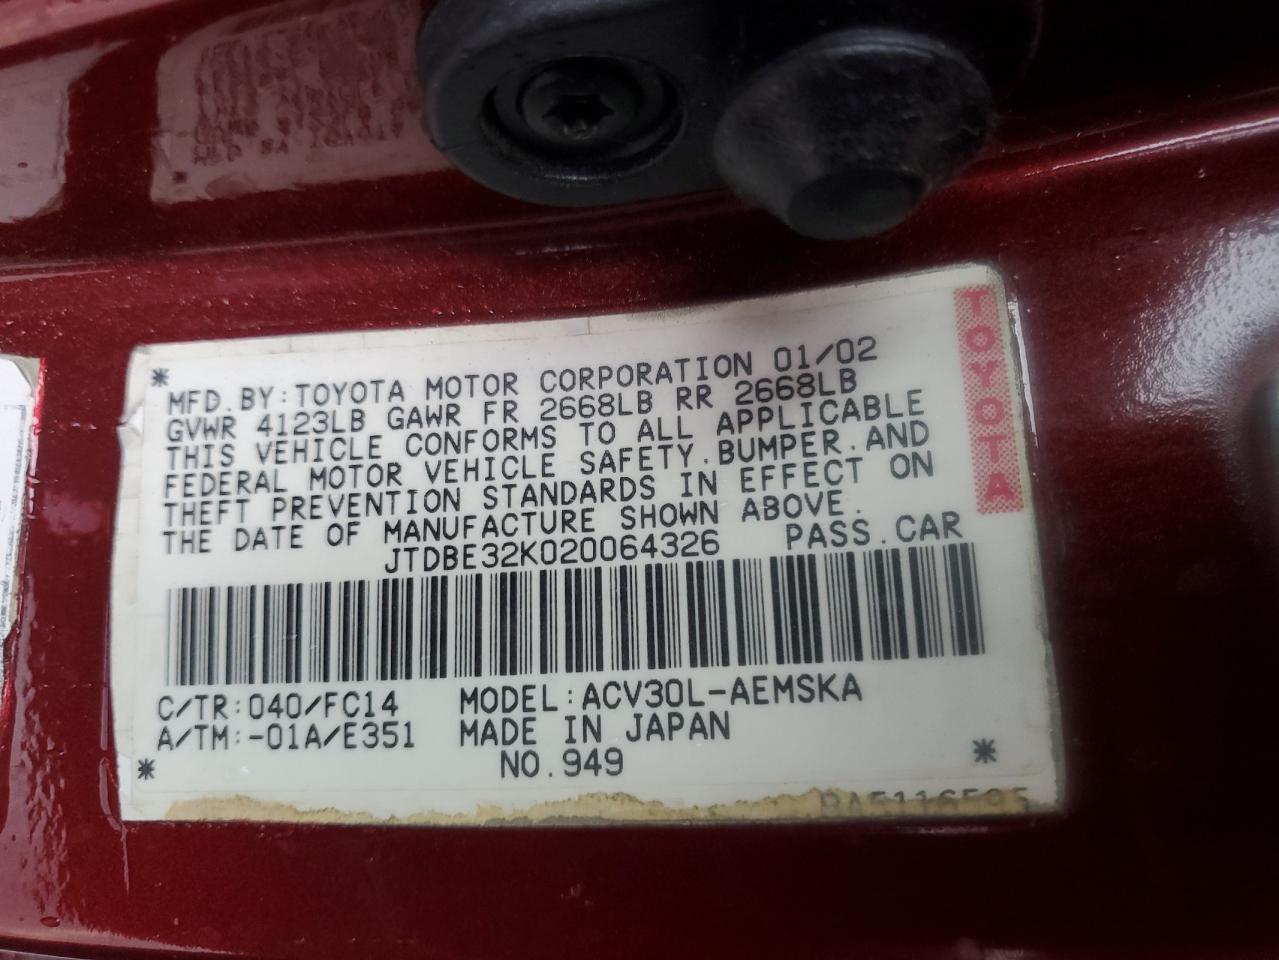 * MFD. BY: TOYOTA MOTOR CORPORATION 01/02
GVWR 4123LB GAWR FR 2668LB RR 2668LB
THIS VEHICLE CONFORMS TO ALL APPLICABLE
FEDERAL MOTOR VEHICLE SAFETY. BUMPER. AND
THEFT PREVENTION STANDARDS IN EFFECT ON
THE DATE OF MANUFACTURE SHOWN ABOVE.
JTDBE32K020064326 PASS. CAR
C/TR: 040/FC14 MODEL: ACV30L-AEMSKA
A/TM: -01A/E351 MADE IN JAPAN
* NO. 949 *
TOYOTA